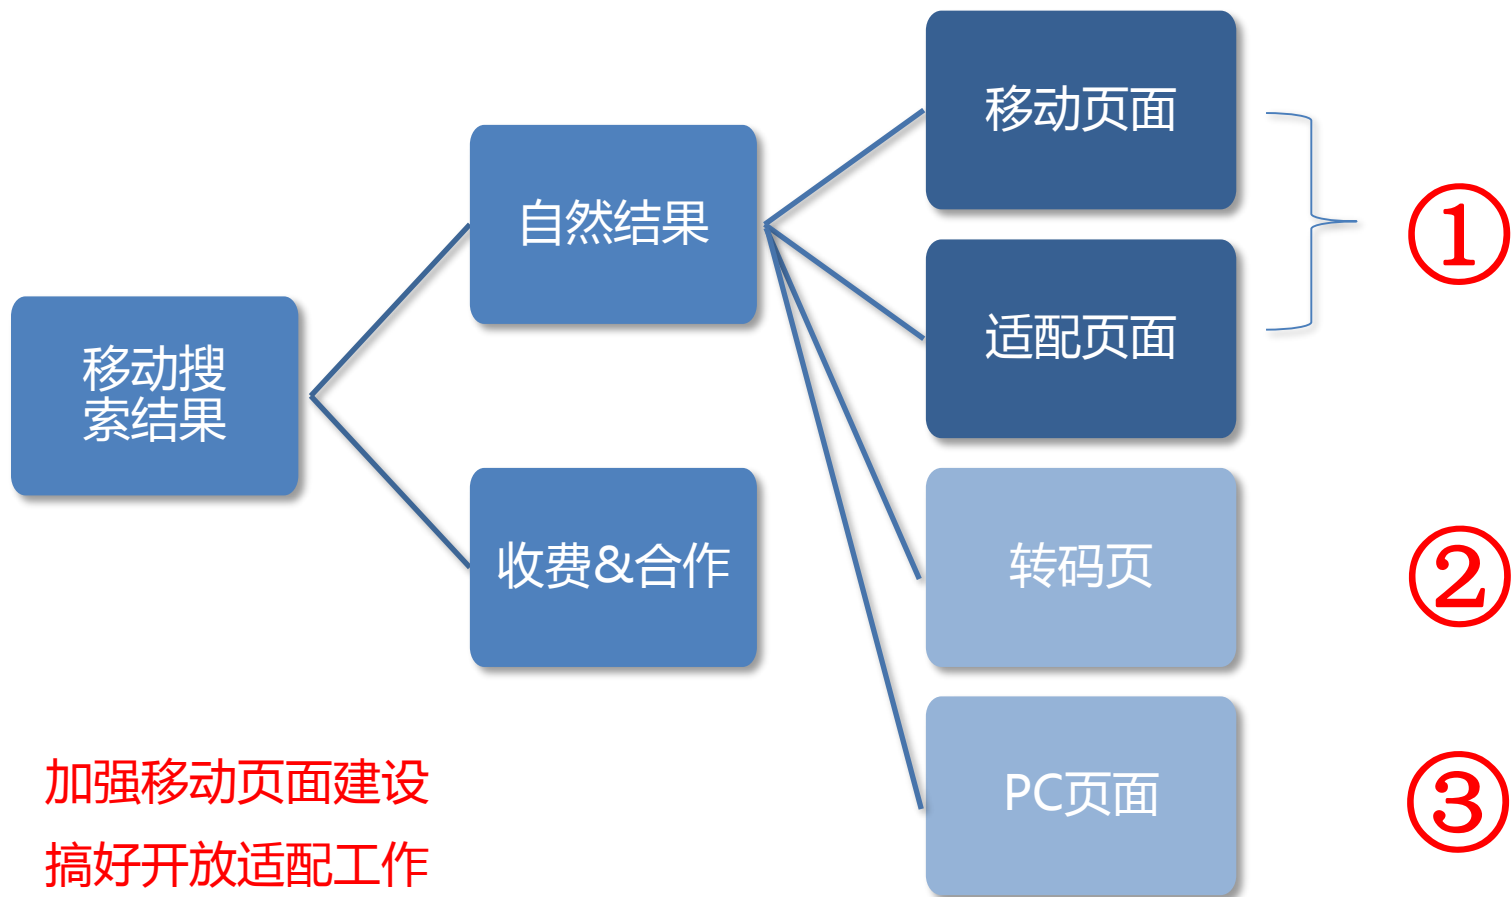 移动页面
自然结果
①
适配页面
移动搜
索结果
收费&合作
转码页
②
PC页面
③
加强移动页面建设
搞好开放适配工作